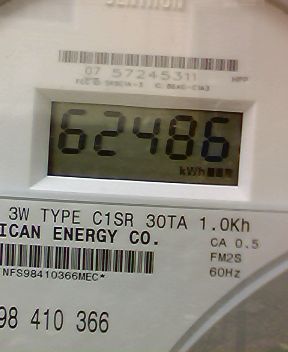 CENTRON
07 57245311
62486
kWh
3W TYPE C1SR 30TA 1.0Kh
ICAN ENERGY CO.
CA 0.5
FM2S
60Hz
NFS98410366MEC*
98 410 366